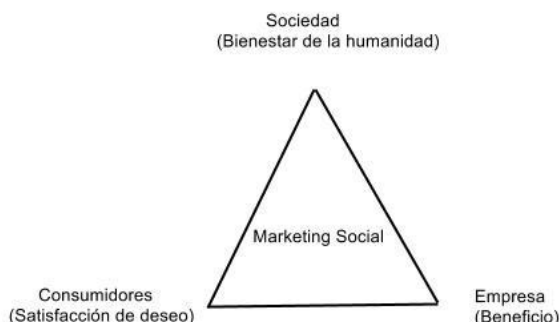 Sociedad
(Bienestar de la humanidad)
Marketing Social
Consumidores
(Satisfacción de deseo)
Empresa
(Beneficio)